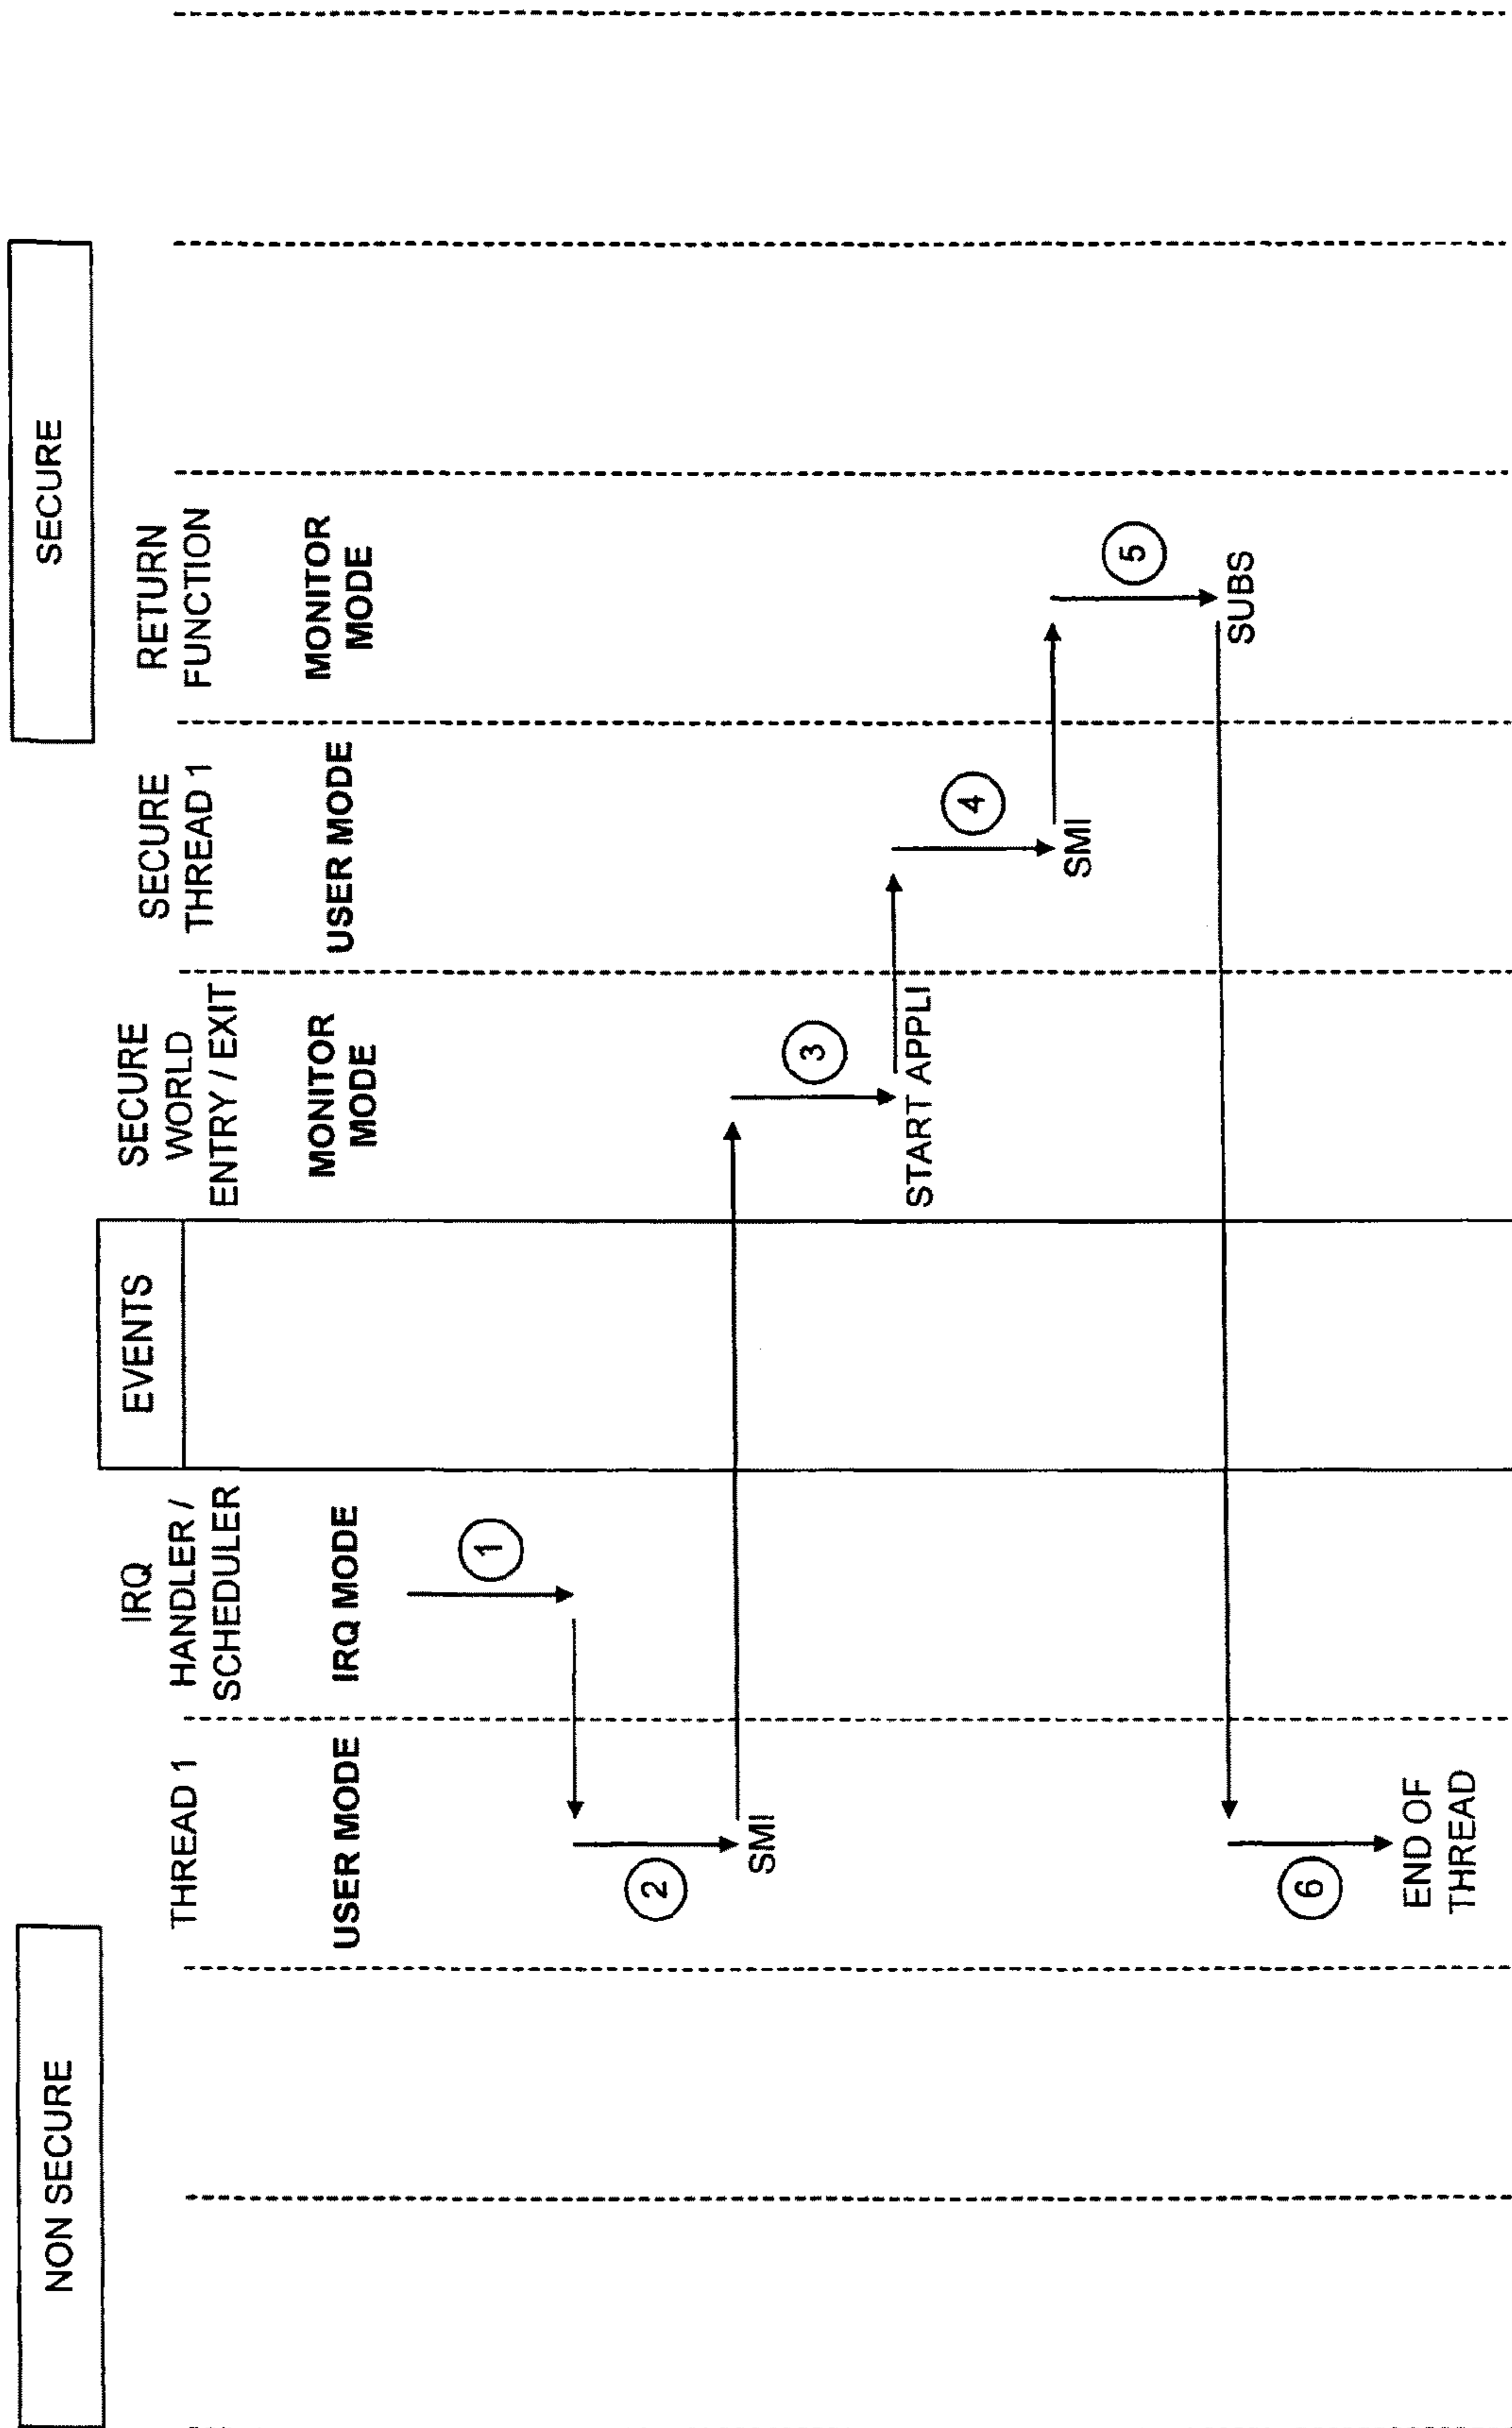 NON SECURE
SECURE
EVENTS
THREAD 1
USER MODE
IRQ
HANDLER /
SCHEDULER
IRQ MODE
SECURE
WORLD
ENTRY / EXIT
MONITOR
MODE
SECURE
THREAD 1
USER MODE
RETURN
FUNCTION
MONITOR
MODE
1
2
SMI
3
START APPLI
4
SMI
5
SUBS
6
END OF
THREAD